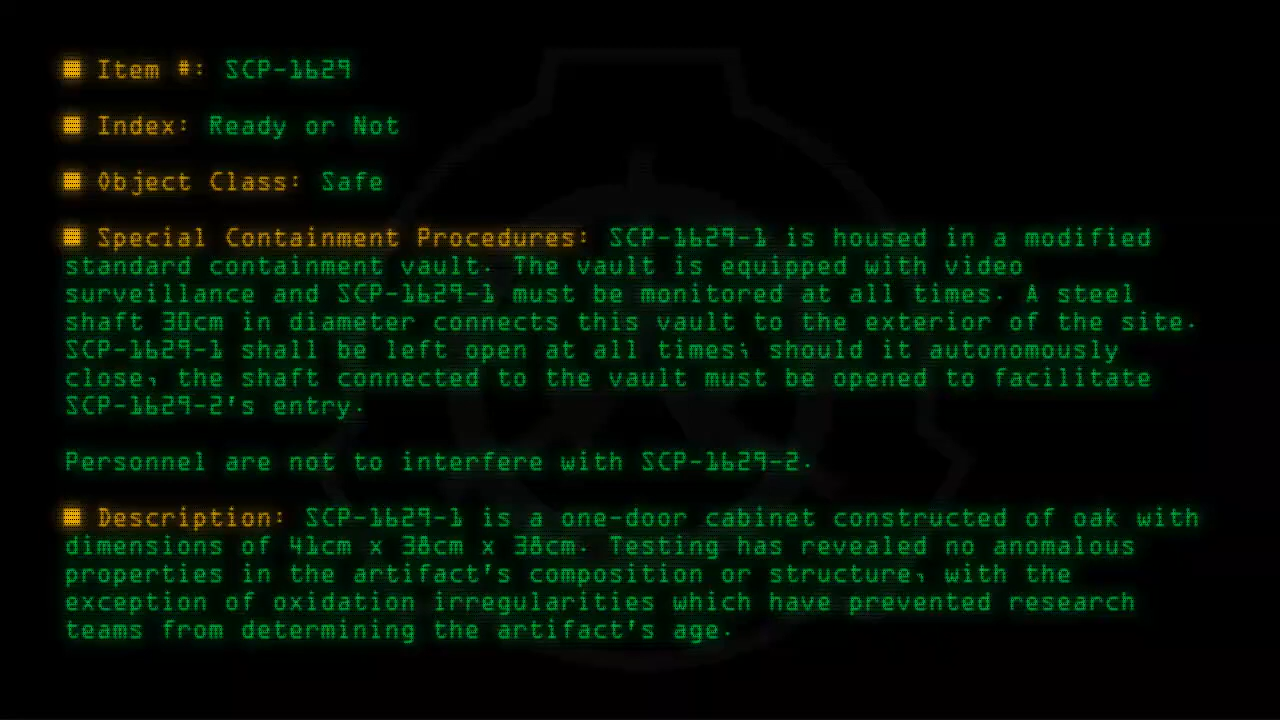 ■ Item #: SCP-1629
■ Index: Ready or Not
■ Object Class: Safe
■ Special Containment Procedures: SCP-1629-1 is housed in a modified
standard containment vault. The vault is equipped with video
surveillance and SCP-1629-1 must be monitored at all times. A steel
shaft 30cm in diameter connects this vault to the exterior of the site.
SCP-1629-1 shall be left open at all times; should it autonomously
close, the shaft connected to the vault must be opened to facilitate
SCP-1629-2's entry.
Personnel are not to interfere with SCP-1629-2.
■ Description: SCP-1629-1 is a one-door cabinet constructed of oak with
dimensions of 41cm x 38cm x 38cm. Testing has revealed no anomalous
properties in the artifact's composition or structure, with the
exception of oxidation irregularities which have prevented research
teams from determining the artifact's age.